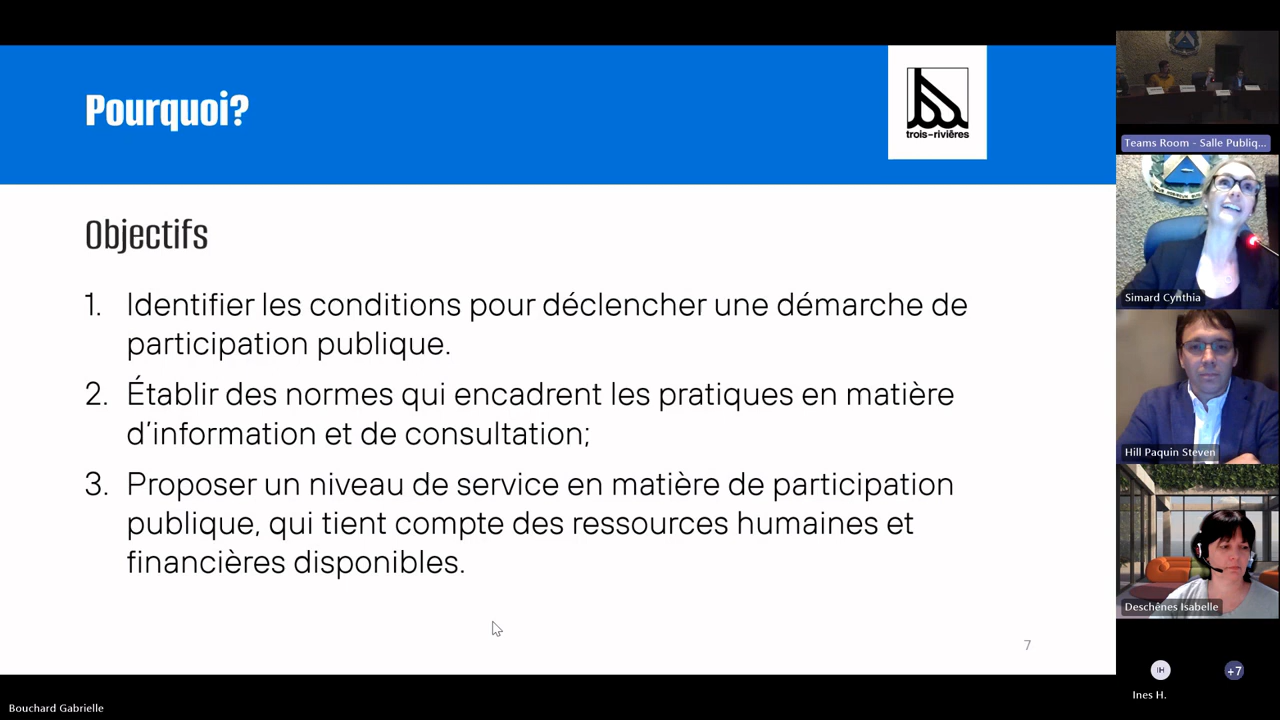 Pourquoi?
trois-rivières
Objectifs
1. Identifier les conditions pour déclencher une démarche de
participation publique.
2. Établir des normes qui encadrent les pratiques en matière
d'information et de consultation;
3. Proposer un niveau de service en matière de participation
publique, qui tient compte des ressources humaines et
financières disponibles.
7
Bouchard Gabrielle
Teams Room - Salle Publiq...
Simard Cynthia
Hill Paquin Steven
Deschênes Isabelle
IH
+7
Ines H.